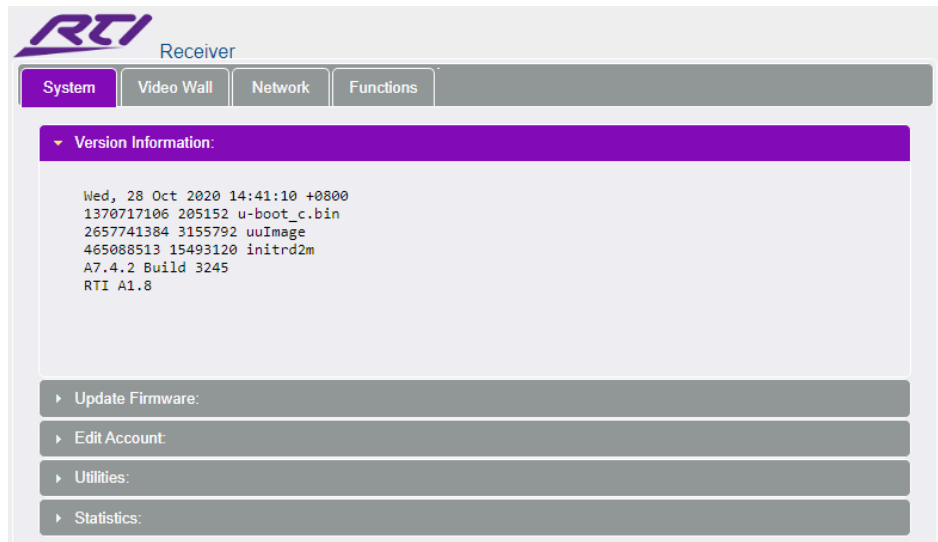 RTI
Receiver
System Video Wall Network Functions
Version Information:
Wed, 28 Oct 2020 14:41:10 +0800
1370717106 205152 u-boot_c.bin
2657741384 3155792 uuImage
465088513 15493120 initrd2m
A7.4.2 Build 3245
RTI A1.8
Update Firmware:
Edit Account:
Utilities:
Statistics: